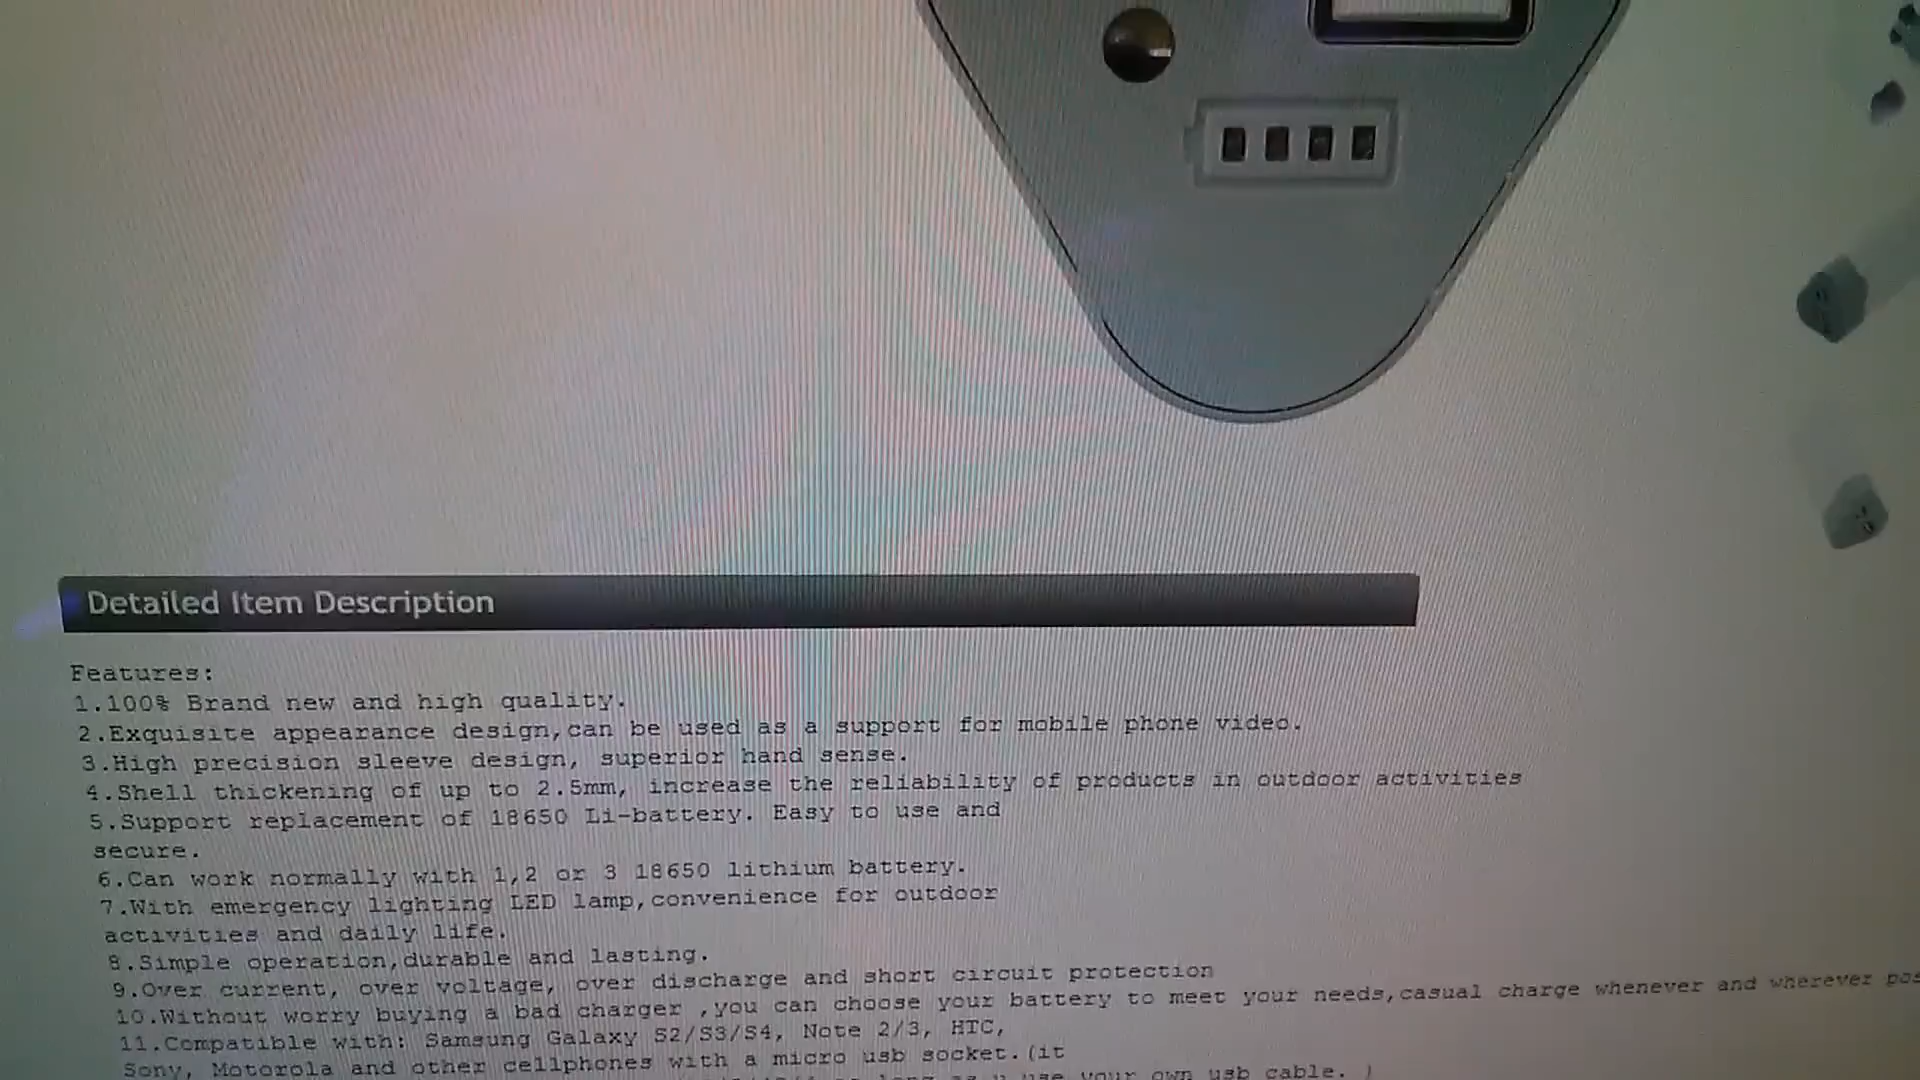 Detailed Item Description
Features:
1.100% Brand new and high quality.
2.Exquisite appearance design,can be used as a support for mobile phone video.
3.High precision sleeve design, superior hand sense.
4.Shell thickening of up to 2.5mm, increase the reliability of products in outdoor activities
5.Support replacement of 18650 Li-battery. Easy to use and
secure.
6.Can work normally with 1,2 or 3 18650 lithium battery.
7.With emergency lighting LED lamp,convenience for outdoor
activities and daily life.
8.Simple operation,durable and lasting.
9.Over current, over voltage, over discharge and short circuit protection
10.Without worry buying a bad charger ,you can choose your battery to meet your needs,casual charge whenever and wherever
11.Compatible with: Samsung Galaxy S2/S3/S4, Note 2/3, HTC,
Sony, Motorola and other cellphones with a micro usb socket.(it
use your own usb cable. )